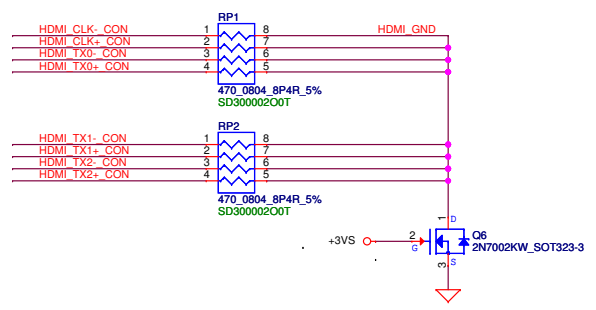 RP1
HDMI_CLK-_CON 1 8 HDMI_GND
HDMI_CLK+_CON 2 7
HDMI_TX0-_CON 3 6
HDMI_TX0+_CON 4 5
470_0804_8P4R_5%
SD300002O0T
RP2
HDMI_TX1-_CON 1 8
HDMI_TX1+_CON 2 7
HDMI_TX2-_CON 3 6
HDMI_TX2+_CON 4 5
470_0804_8P4R_5%
SD300002O0T
1 D
+3VS 2 G
Q6
2N7002KW_SOT323-3
3 S